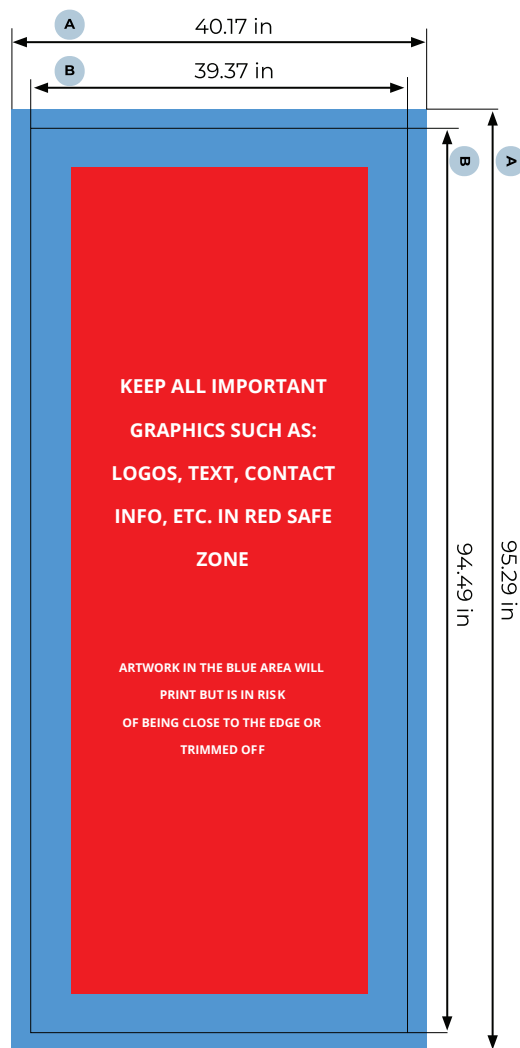 A
40.17 in
B
39.37 in
B
A
KEEP ALL IMPORTANT
GRAPHICS SUCH AS:
LOGOS, TEXT, CONTACT
INFO, ETC. IN RED SAFE
ZONE
94.49 in
95.29 in
ARTWORK IN THE BLUE AREA WILL
PRINT BUT IS IN RISK
OF BEING CLOSE TO THE EDGE OR
TRIMMED OFF